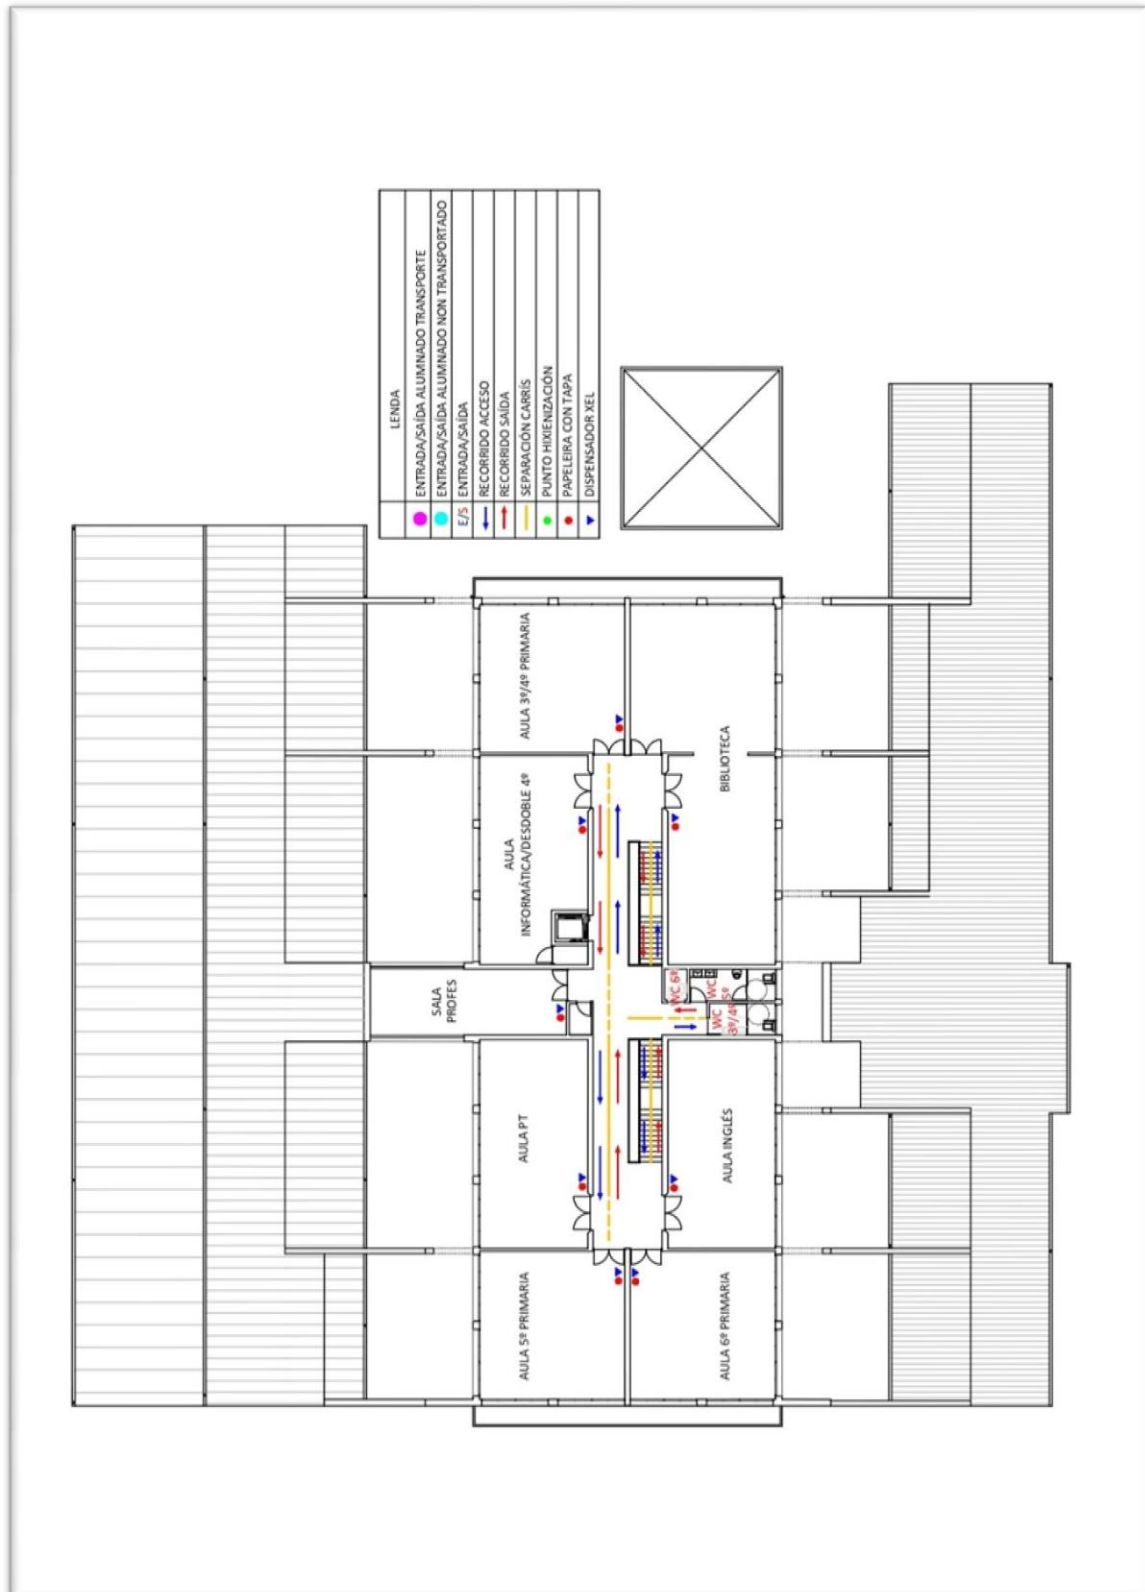 LENDA
ENTRADA/SAÍDA ALUMNADO TRANSPORTE
ENTRADA/SAÍDA ALUMNADO NON TRANSPORTADO
E/S ENTRADA/SAÍDA
RECORRIDO ACCESO
RECORRIDO SAÍDA
SEPARACIÓN CARRÍS
PUNTO HIXIENIZACIÓN
PAPELEIRA CON TAPA
DISPENSADOR XEL
AULA 5º PRIMARIA
AULA PT
SALA
PROFES
AULA
INFORMÁTICA/DESDOBLE 4º
AULA 3º/4º PRIMARIA
AULA 6º PRIMARIA
AULA INGLÉS
WC
3º/4º
WC 6º
WC
5º
BIBLIOTECA